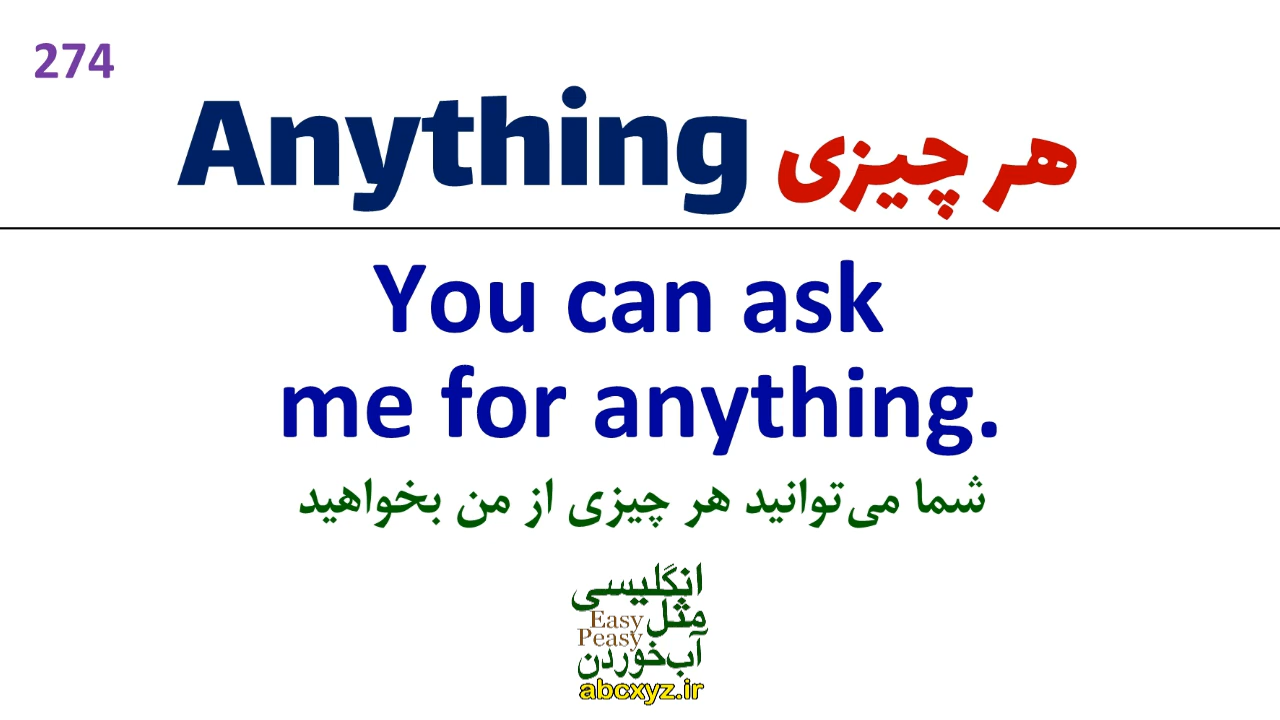 274
Anything هر چیزی
You can ask
me for anything.
شما می‌توانید هر چیزی از من بخواهید
انگلیسی
مثل
Easy
Peasy
آب‌خوردن
abcxyz.ir